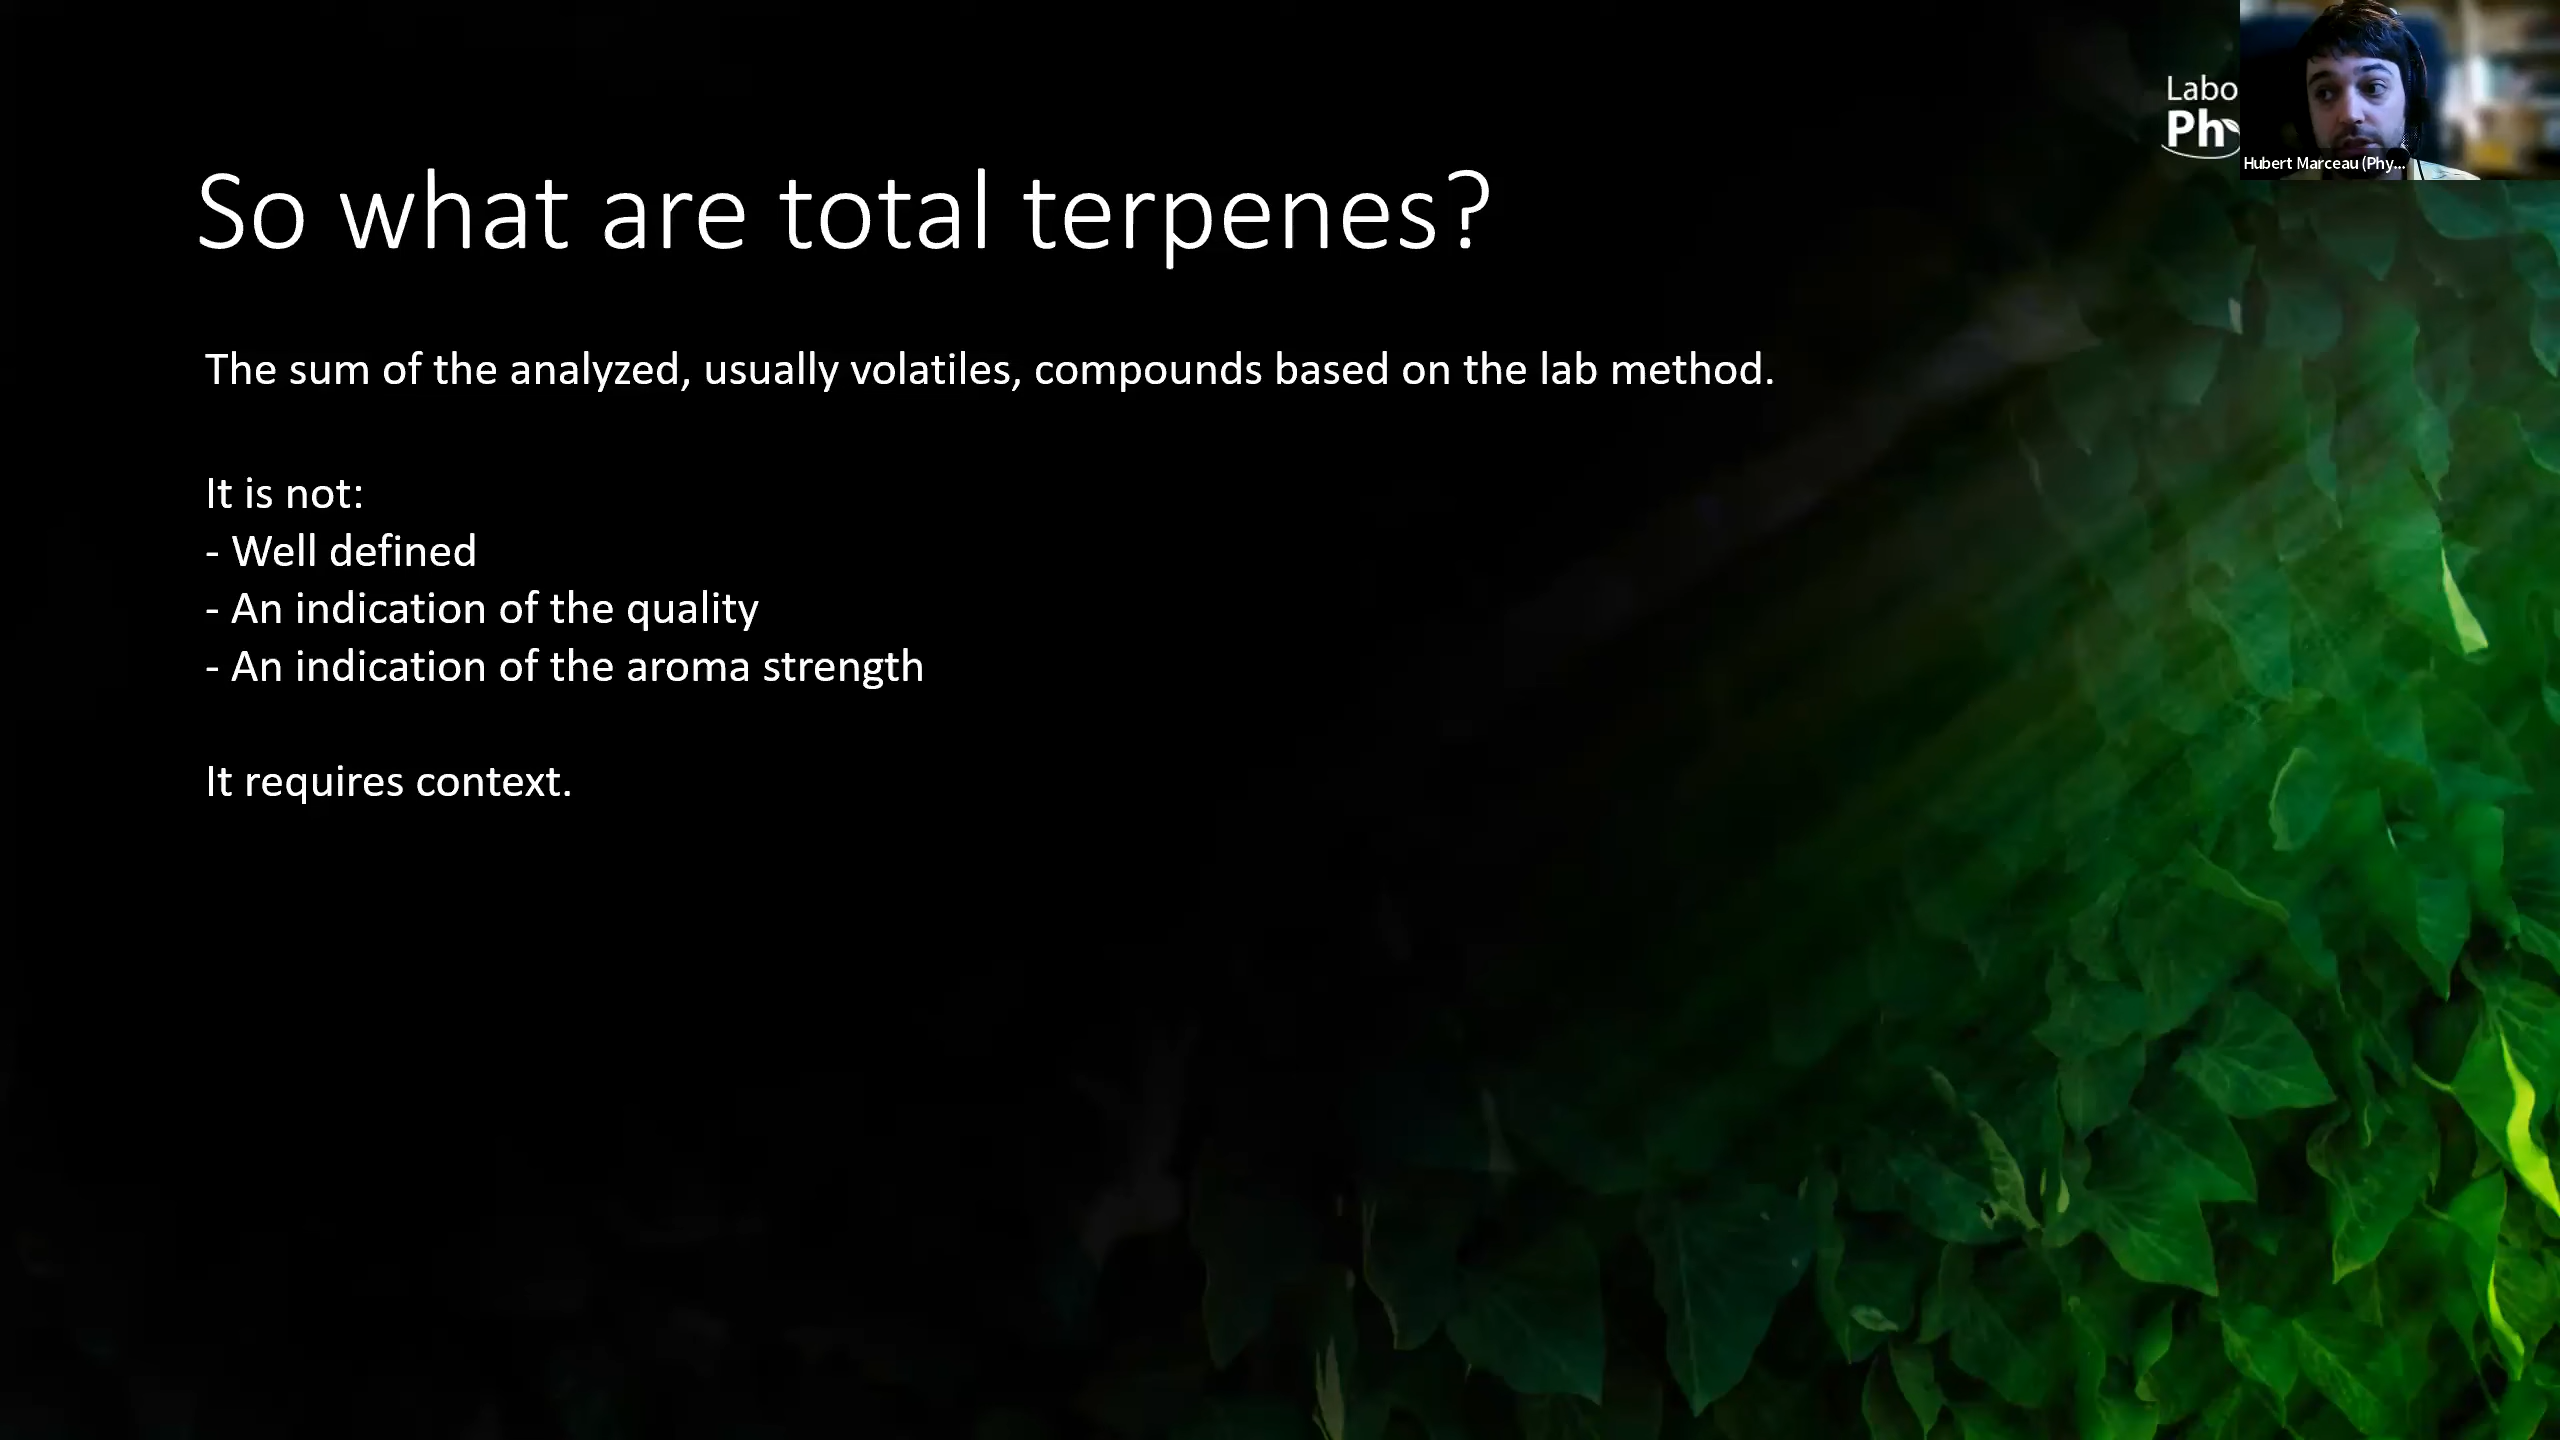 Labo
Ph
Hubert Marceau (Phy...
So what are total terpenes?
The sum of the analyzed, usually volatiles, compounds based on the lab method.
It is not:
- Well defined
- An indication of the quality
- An indication of the aroma strength
It requires context.